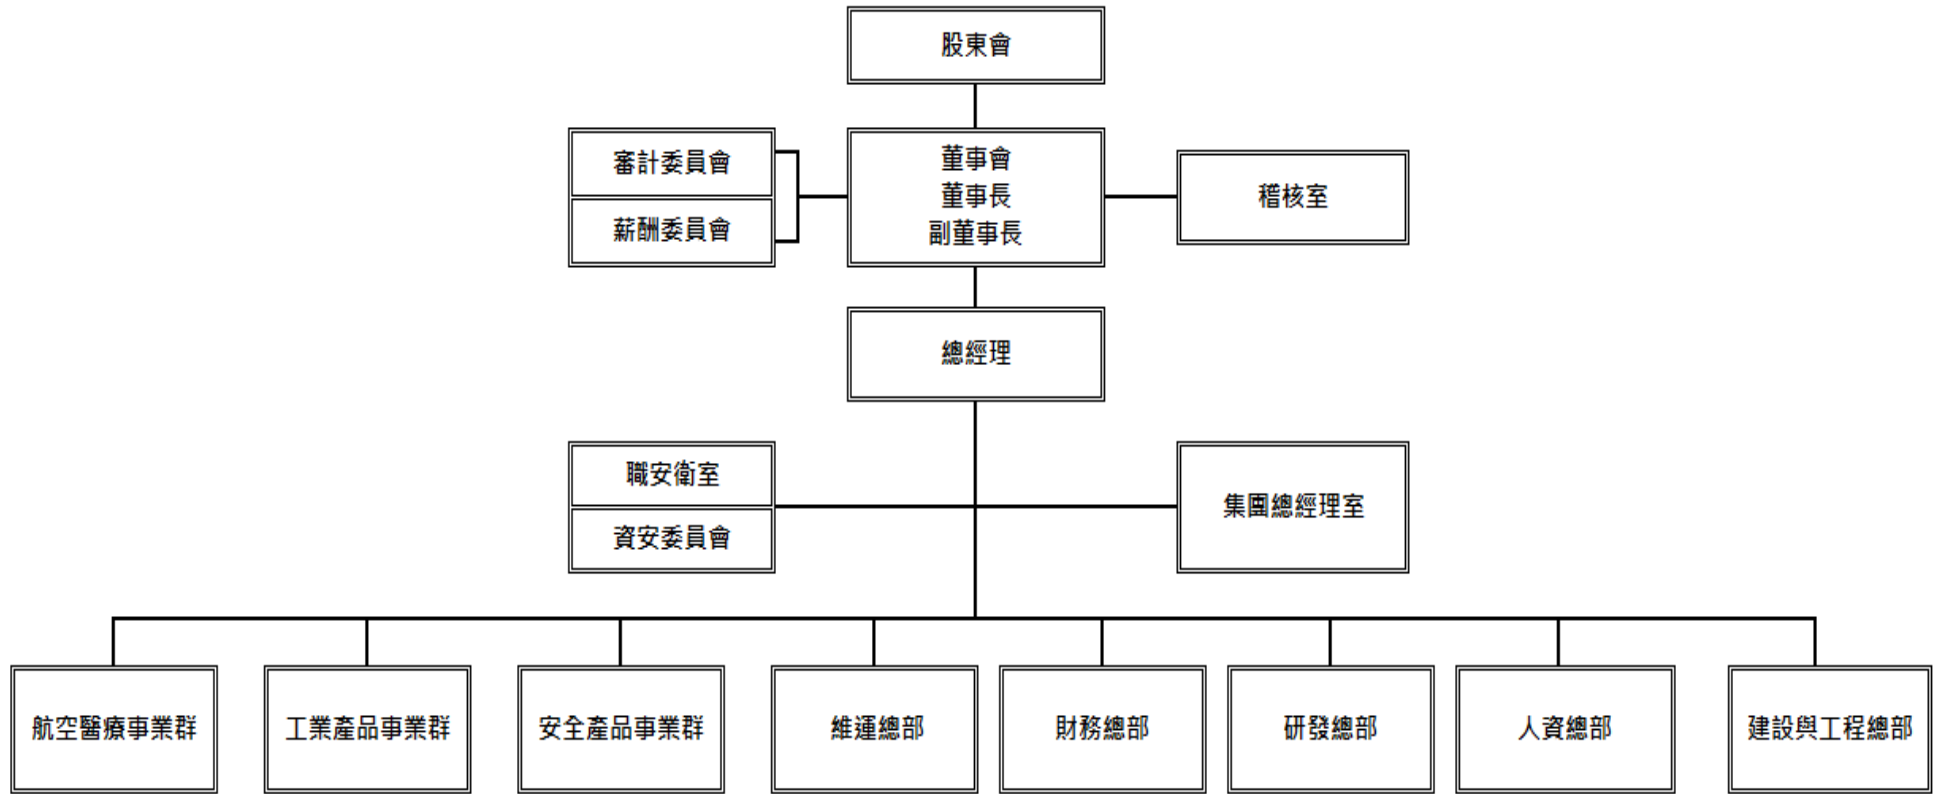 股東會
審計委員會
薪酬委員會
董事會
董事長
副董事長
稽核室
總經理
職安衛室
資安委員會
集團總經理室
航空醫療事業群
工業產品事業群
安全產品事業群
維運總部
財務總部
研發總部
人資總部
建設與工程總部